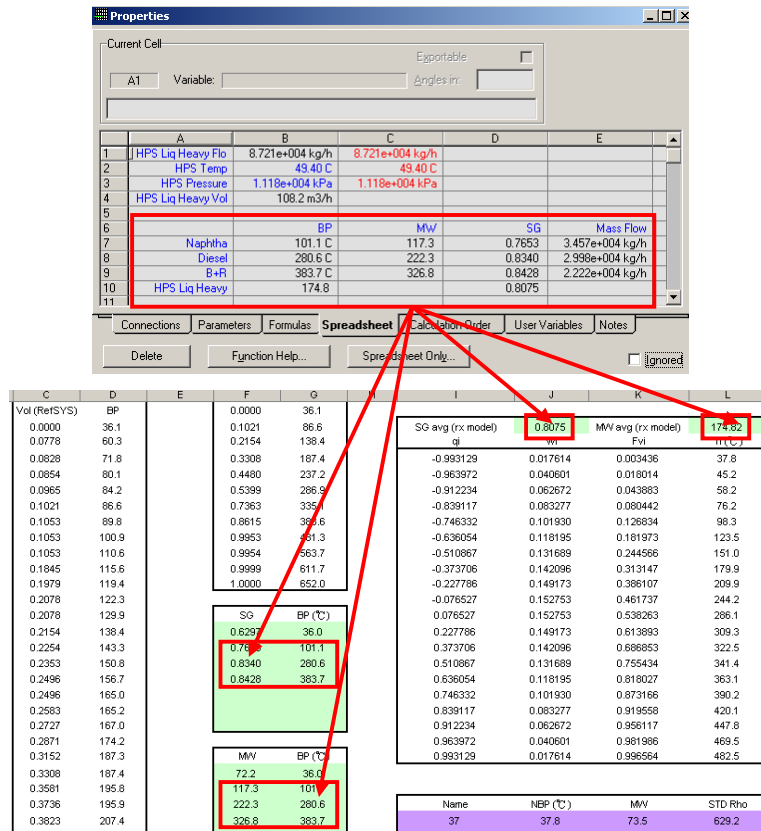 Properties
Current Cell
Exportable
A1 Variable: Angles in:
A B C D E
1 HPS Liq Heavy Flo 8.721e+004 kg/h 8.721e+004 kg/h
2 HPS Temp 49.40 C 49.40 C
3 HPS Pressure 1.118e+004 kPa 1.118e+004 kPa
4 HPS Liq Heavy Vol 108.2 m3/h
5
6 BP MW SG Mass Flow
7 Naphtha 101.1 C 117.3 0.7653 3.457e+004 kg/h
8 Diesel 280.6 C 222.3 0.8340 2.998e+004 kg/h
9 B+R 383.7 C 326.8 0.8428 2.222e+004 kg/h
10 HPS Liq Heavy 174.8 0.8075
11
Connections Parameters Formulas Spreadsheet Calculation Order User Variables Notes
Delete Function Help... Spreadsheet Only... Ignored
C D E F G I J K L
Vol (RefSYS) BP 0.0000 36.1
0.0000 36.1 0.1021 86.6 SG avg (rx model) 0.8075 MW avg (rx model) 174.82
0.0778 60.3 0.2154 138.4 qi Fvi
0.0828 71.8 0.3308 187.4 -0.993129 0.017614 0.003436 37.8
0.0854 80.1 0.4480 237.2 -0.963972 0.040601 0.018014 45.2
0.0965 84.2 0.5399 286.9 -0.912234 0.062672 0.043883 58.2
0.1021 86.6 0.7363 -0.839117 0.083277 0.080442 76.2
0.1053 89.8 0.8615 -0.746332 0.101930 0.126834 98.3
0.1053 100.9 0.9953 -0.636054 0.118195 0.181973 123.5
0.1053 110.6 0.9954 563.7 -0.510867 0.131689 0.244566 151.0
0.1845 115.6 0.9999 611.7 -0.373706 0.142096 0.313147 179.9
0.1979 119.4 1.0000 652.0 -0.227786 0.149173 0.386107 209.9
0.2078 122.3 -0.076527 0.152753 0.461737 244.2
0.2078 129.9 SG BP (℃) 0.076527 0.152753 0.538263 286.1
0.2154 138.4 0.6297 36.0 0.227786 0.149173 0.613893 309.3
0.2254 143.3 101.1 0.373706 0.142096 0.686853 322.5
0.2353 150.8 0.8340 280.6 0.510867 0.131689 0.755434 341.4
0.2496 156.7 0.8428 383.7 0.636054 0.118195 0.818027 363.1
0.2496 165.0 0.746332 0.101930 0.873166 390.2
0.2583 165.2 0.839117 0.083277 0.919558 420.1
0.2727 167.0 0.912234 0.062672 0.956117 447.8
0.2871 174.2 0.963972 0.040601 0.981986 469.5
0.3152 187.3 MW BP (℃) 0.993129 0.017614 0.996564 482.5
0.3308 187.4 72.2 36.0
0.3581 195.8 117.3
0.3736 195.9 222.3 280.6 Name NBP (℃) MW STD Rho
0.3823 207.4 326.8 383.7 37 37.8 73.5 629.2